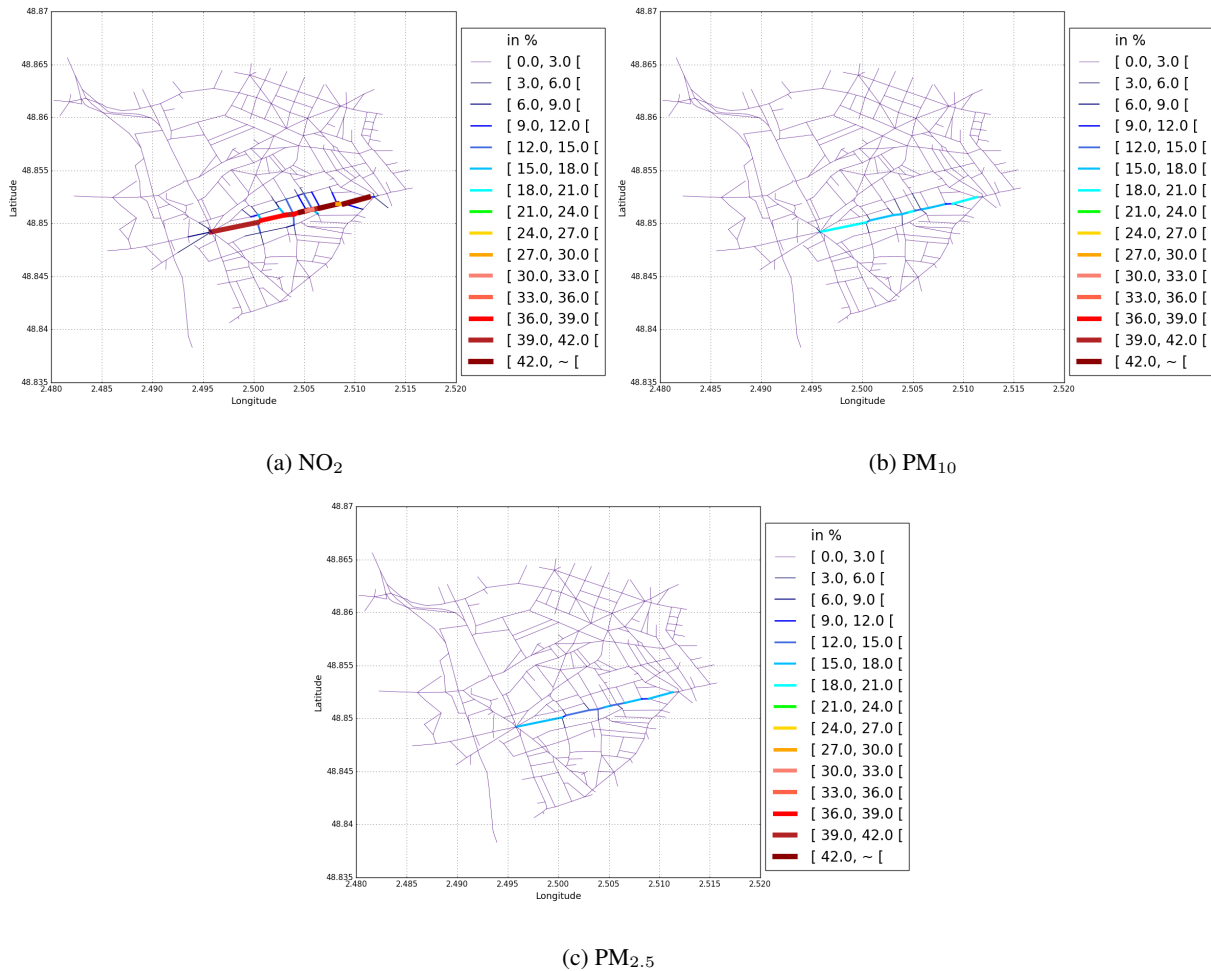 48.87
48.865
48.86
48.855
48.85
48.845
48.84
48.835
Latitude
2.480 2.485 2.490 2.495 2.500 2.505 2.510 2.515 2.520
Longitude
in %
[ 0.0, 3.0 [
[ 3.0, 6.0 [
[ 6.0, 9.0 [
[ 9.0, 12.0 [
[ 12.0, 15.0 [
[ 15.0, 18.0 [
[ 18.0, 21.0 [
[ 21.0, 24.0 [
[ 24.0, 27.0 [
[ 27.0, 30.0 [
[ 30.0, 33.0 [
[ 33.0, 36.0 [
[ 36.0, 39.0 [
[ 39.0, 42.0 [
[ 42.0, ~ [
(a) NO₂
48.87
48.865
48.86
48.855
48.85
48.845
48.84
48.835
Latitude
2.480 2.485 2.490 2.495 2.500 2.505 2.510 2.515 2.520
Longitude
in %
[ 0.0, 3.0 [
[ 3.0, 6.0 [
[ 6.0, 9.0 [
[ 9.0, 12.0 [
[ 12.0, 15.0 [
[ 15.0, 18.0 [
[ 18.0, 21.0 [
[ 21.0, 24.0 [
[ 24.0, 27.0 [
[ 27.0, 30.0 [
[ 30.0, 33.0 [
[ 33.0, 36.0 [
[ 36.0, 39.0 [
[ 39.0, 42.0 [
[ 42.0, ~ [
(b) PM₁₀
48.87
48.865
48.86
48.855
48.85
48.845
48.84
48.835
Latitude
2.480 2.485 2.490 2.495 2.500 2.505 2.510 2.515 2.520
Longitude
in %
[ 0.0, 3.0 [
[ 3.0, 6.0 [
[ 6.0, 9.0 [
[ 9.0, 12.0 [
[ 12.0, 15.0 [
[ 15.0, 18.0 [
[ 18.0, 21.0 [
[ 21.0, 24.0 [
[ 24.0, 27.0 [
[ 27.0, 30.0 [
[ 30.0, 33.0 [
[ 33.0, 36.0 [
[ 36.0, 39.0 [
[ 39.0, 42.0 [
[ 42.0, ~ [
(c) PM₂.₅